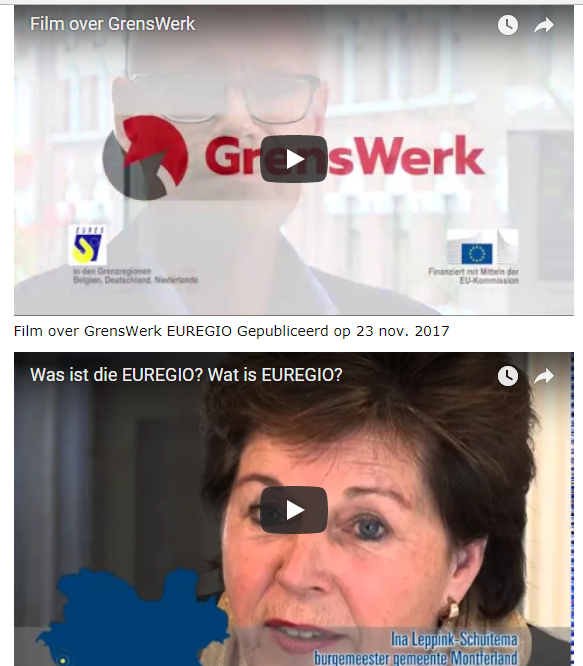 Film over GrensWerk
GrensWerk
EURES
in den Grenzregionen
Belgien, Deutschland, Niederlande
Finanziert mit Mitteln der
EU-Kommission
Film over GrensWerk EUREGIO Gepubliceerd op 23 nov. 2017
Was ist die EUREGIO? Wat is EUREGIO?
Ina Leppink-Schuitema
burgemeester gemeente Montferland